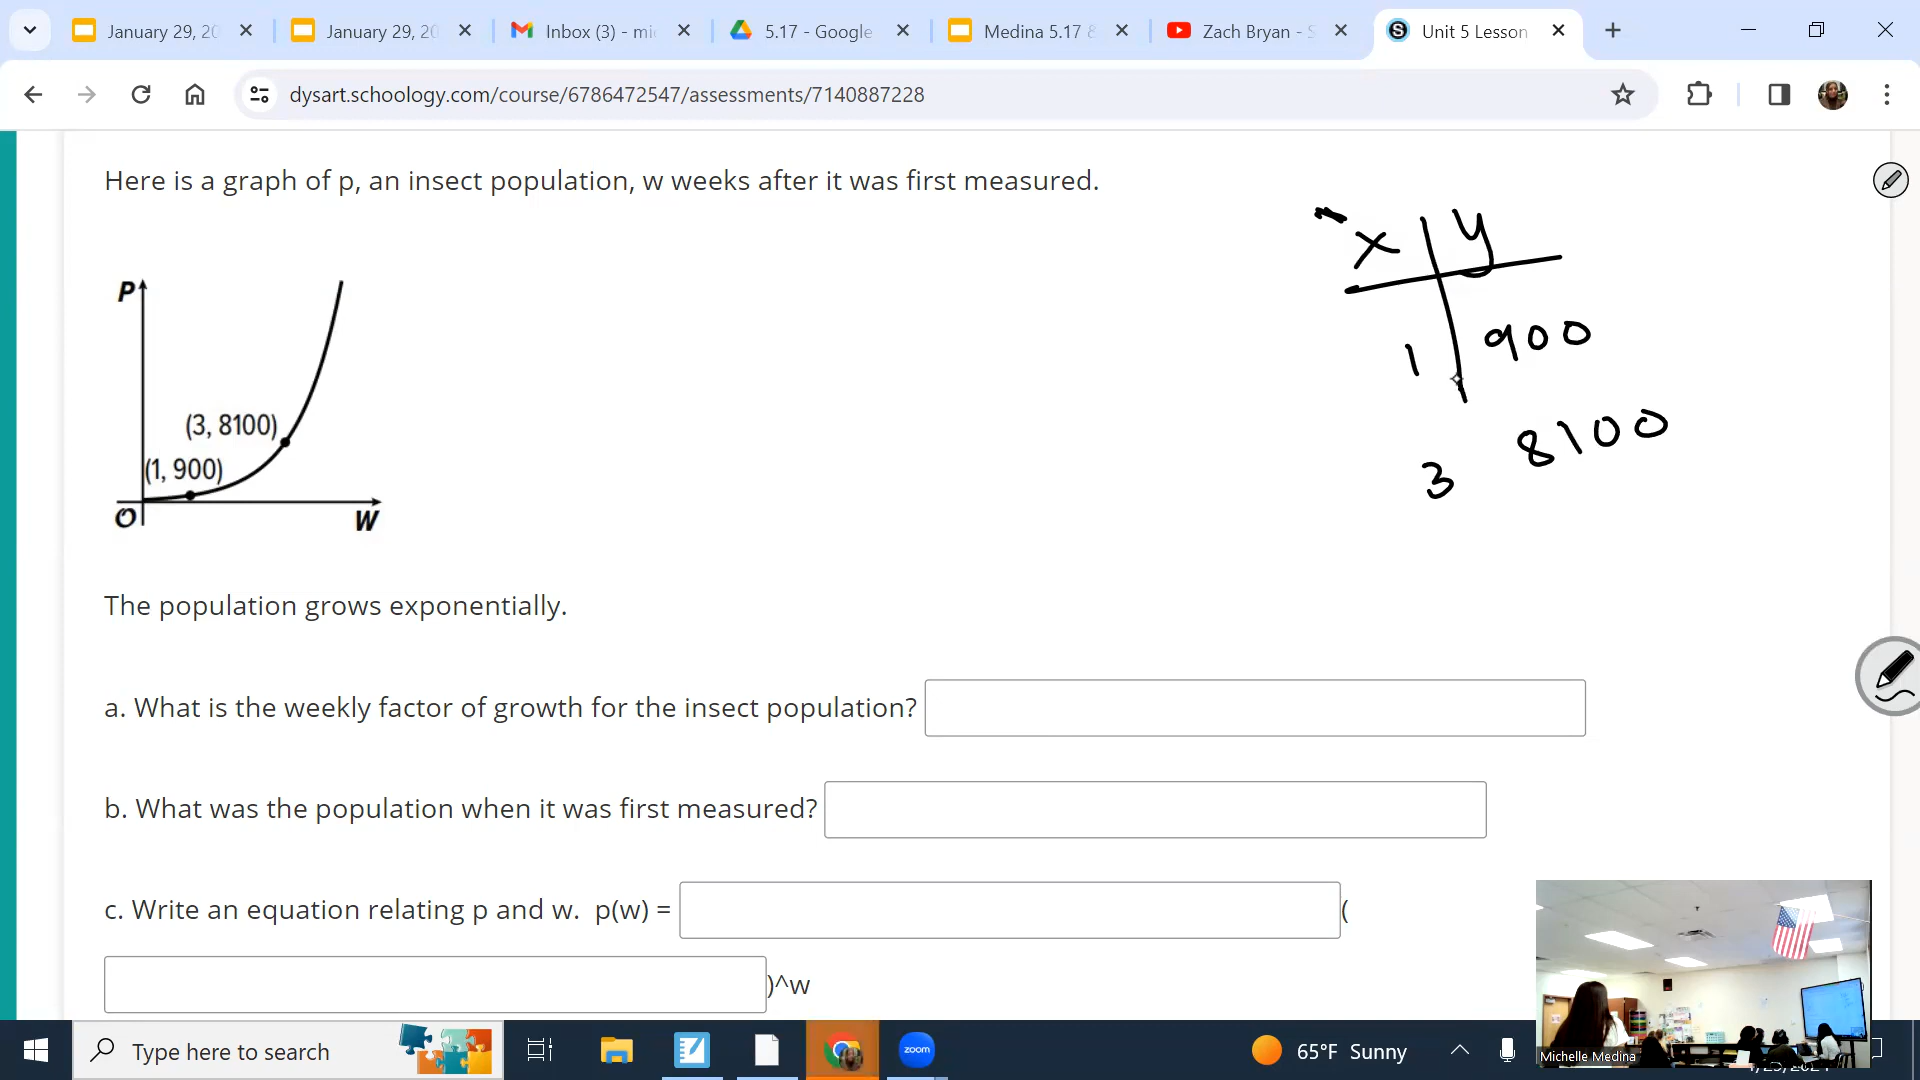 January 29, 20
January 29, 20
Inbox (3) - mi
5.17 - Google
Medina 5.17 &
Zach Bryan - S
Unit 5 Lesson
dysart.schoology.com/course/6786472547/assessments/7140887228
Here is a graph of p, an insect population, w weeks after it was first measured.
x y
1 900
3 8100
P
(3, 8100)
(1, 900)
O
W
The population grows exponentially.
a. What is the weekly factor of growth for the insect population?
b. What was the population when it was first measured?
c. Write an equation relating p and w. p(w) = (
)^w
Michelle Medina
Type here to search
zoom
65°F Sunny